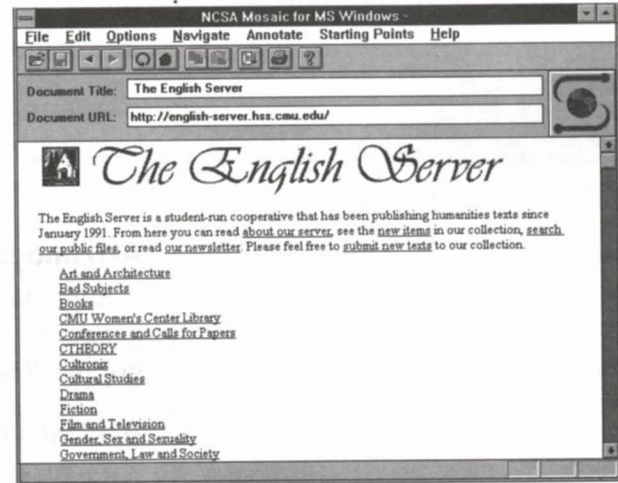 NCSA Mosaic for MS Windows -
File Edit Options Navigate Annotate Starting Points Help
Document Title: The English Server
Document URL: http://english-server.hss.cmu.edu/
The English Server
The English Server is a student-run cooperative that has been publishing humanities texts since
January 1991. From here you can read about our server, see the new items in our collection, search
our public files, or read our newsletter. Please feel free to submit new texts to our collection.
Art and Architecture
Bad Subjects
Books
CMU Women's Center Library
Conferences and Calls for Papers
CTHEORY
Cultronix
Cultural Studies
Drama
Fiction
Film and Television
Gender, Sex and Sexuality
Government, Law and Society